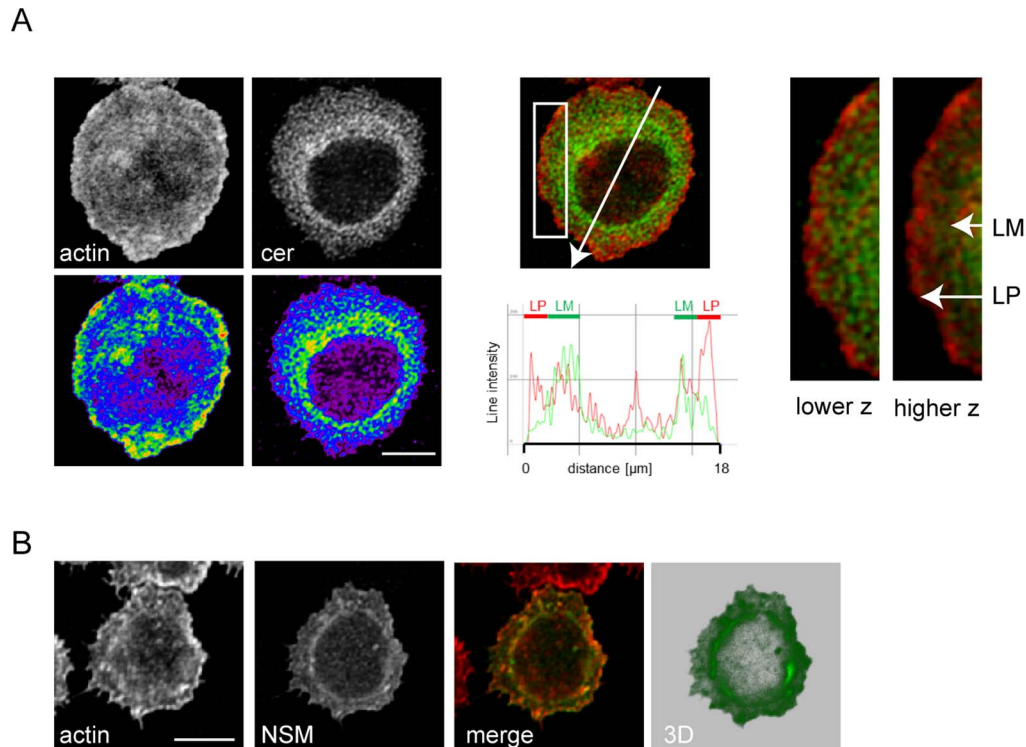 A
actin
cer
LP LM LM LP
Line intensity
0
distance [µm]
18
LM
LP
lower z
higher z
B
actin
NSM
merge
3D